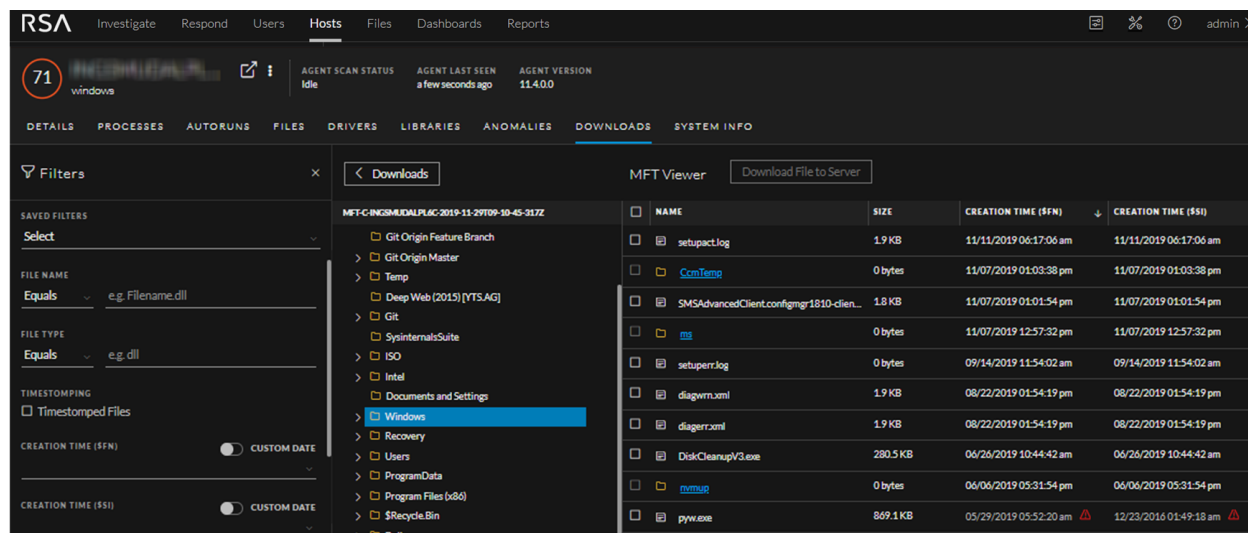 RSA Investigate Respond Users Hosts Files Dashboards Reports admin
71
windows
AGENT SCAN STATUS AGENT LAST SEEN AGENT VERSION
Idle a few seconds ago 11.4.0.0
DETAILS PROCESSES AUTORUNS FILES DRIVERS LIBRARIES ANOMALIES DOWNLOADS SYSTEM INFO
Filters
SAVED FILTERS
Select
FILE NAME
Equals e.g. Filename.dll
FILE TYPE
Equals e.g. dll
TIMESTOMPING
Timestomped Files
CREATION TIME ($FN) CUSTOM DATE
CREATION TIME ($SI) CUSTOM DATE
Downloads
MFT-C-INGSMUDALPL6C-2019-11-29T09-10-45-317Z
Git Origin Feature Branch
Git Origin Master
Temp
Deep Web (2015) [YTS.AG]
Git
SysinternalsSuite
ISO
Intel
Documents and Settings
Windows
Recovery
Users
ProgramData
Program Files (x86)
$Recycle.Bin
MFT Viewer Download File to Server
NAME SIZE CREATION TIME ($FN) CREATION TIME ($SI)
setupact.log 1.9 KB 11/11/2019 06:17:06 am 11/11/2019 06:17:06 am
CcmTemp 0 bytes 11/07/2019 01:03:38 pm 11/07/2019 01:03:38 pm
SMSAdvancedClient.configmgr1810-clien... 1.8 KB 11/07/2019 01:01:54 pm 11/07/2019 01:01:54 pm
ms 0 bytes 11/07/2019 12:57:32 pm 11/07/2019 12:57:32 pm
setuperr.log 0 bytes 09/14/2019 11:54:02 am 09/14/2019 11:54:02 am
diagwrn.xml 1.9 KB 08/22/2019 01:54:19 pm 08/22/2019 01:54:19 pm
diagerr.xml 1.9 KB 08/22/2019 01:54:19 pm 08/22/2019 01:54:19 pm
DiskCleanupV3.exe 280.5 KB 06/26/2019 10:44:42 am 06/26/2019 10:44:42 am
nvmup 0 bytes 06/06/2019 05:31:54 pm 06/06/2019 05:31:54 pm
pyw.exe 869.1 KB 05/29/2019 05:52:20 am 12/23/2016 01:49:18 am